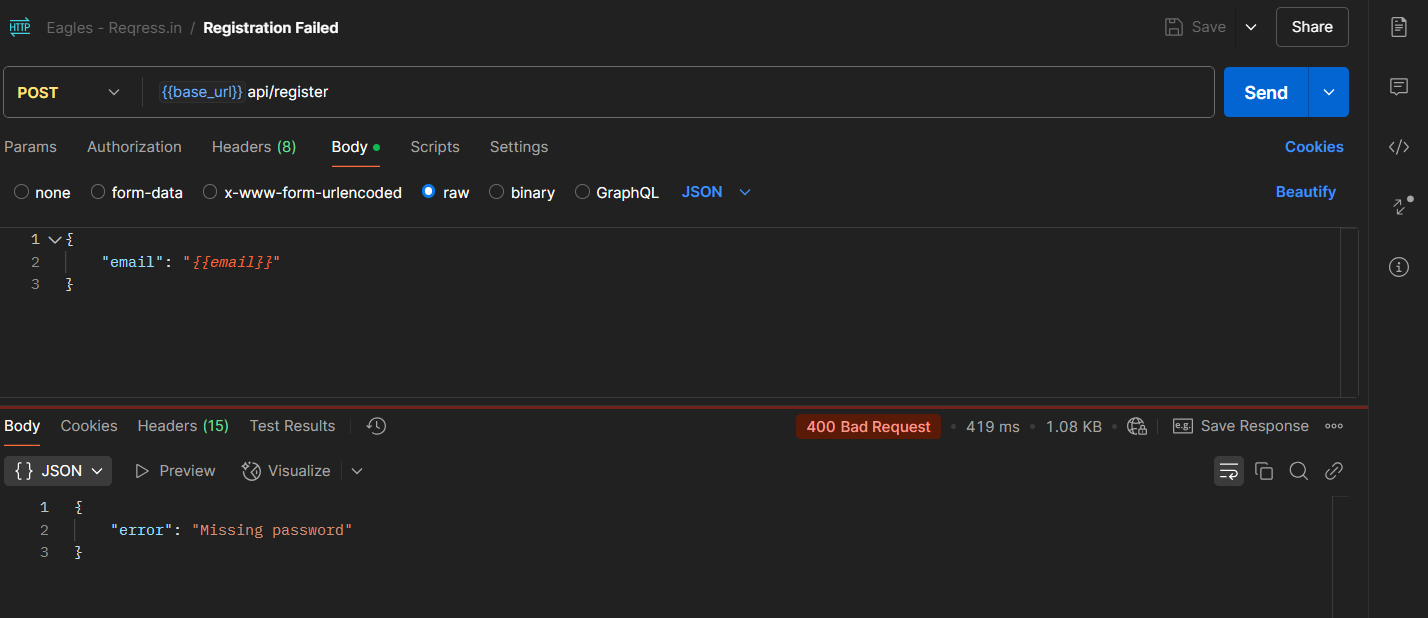 HTTP Eagles - Reqress.in / Registration Failed Save Share
POST {{base_url}} api/register Send
Params Authorization Headers (8) Body Scripts Settings Cookies
none form-data x-www-form-urlencoded raw binary GraphQL JSON Beautify
1 {
2 "email": "{{email}}"
3 }
Body Cookies Headers (15) Test Results 400 Bad Request 419 ms 1.08 KB e.g. Save Response
{} JSON Preview Visualize
1 {
2 "error": "Missing password"
3 }